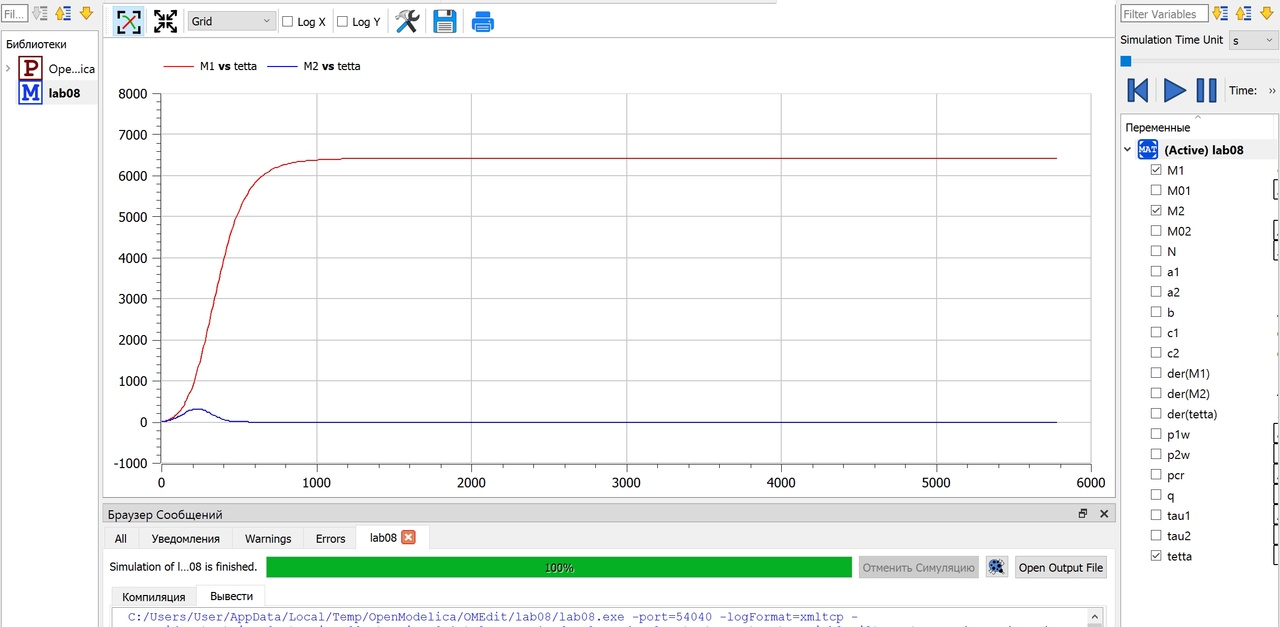 Fil...
Библиотеки
P
Ope...ica
M
lab08
Grid
Log X
Log Y
M1 vs tetta
M2 vs tetta
8000
7000
6000
5000
4000
3000
2000
1000
0
-1000
0
1000
2000
3000
4000
5000
6000
Браузер Сообщений
All
Уведомления
Warnings
Errors
lab08
Simulation of l...08 is finished.
100%
Отменить Симуляцию
Open Output File
Компиляция
Вывести
C:/Users/User/AppData/Local/Temp/OpenModelica/OMEdit/lab08/lab08.exe -port=54040 -logFormat=xmltcp -
Filter Variables
Simulation Time Unit
s
Time:
»
Переменные
MAT
(Active) lab08
M1
M01
M2
M02
N
a1
a2
b
c1
c2
der(M1)
der(M2)
der(tetta)
p1w
p2w
pcr
q
tau1
tau2
tetta